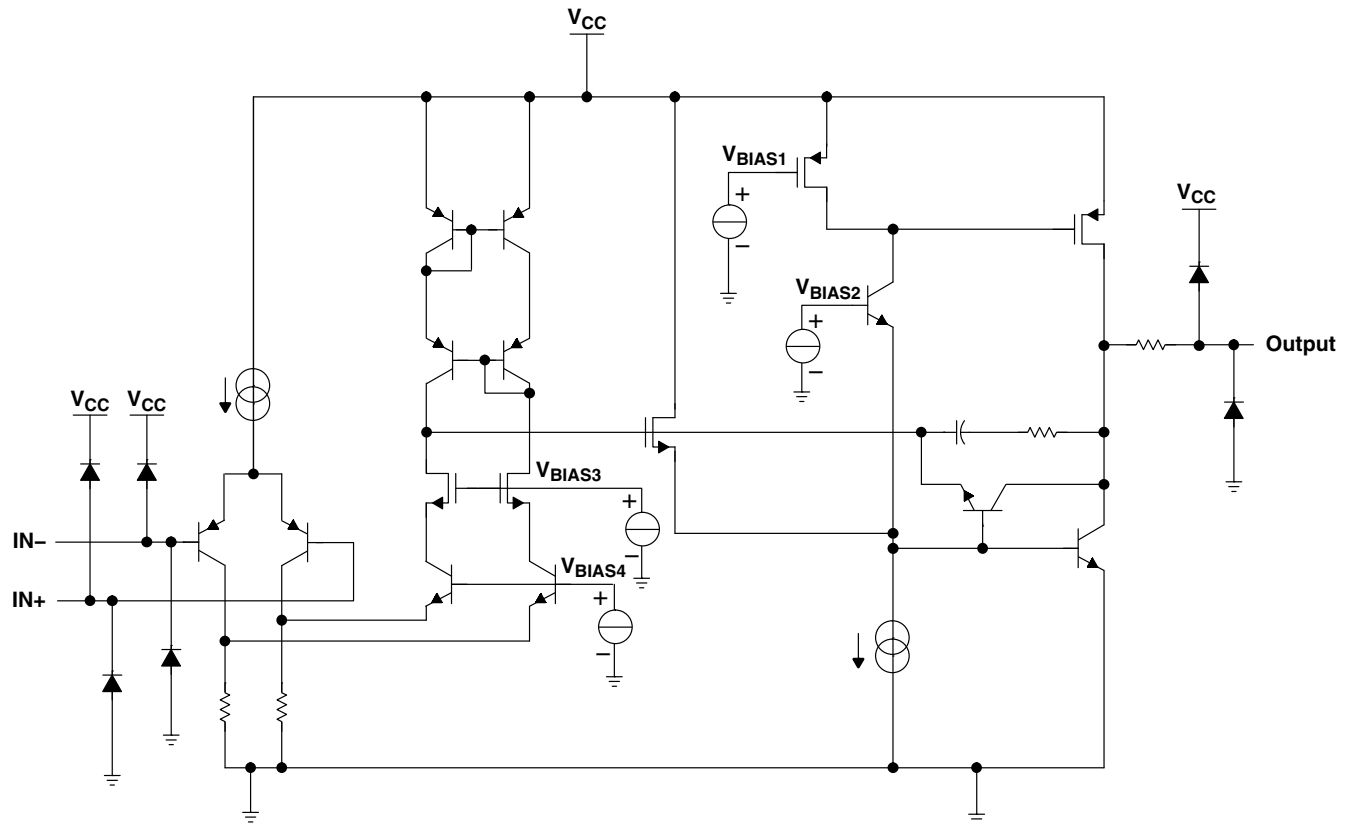 VCC
VBIAS1
+
−
VCC
VBIAS2
+
−
Output
VCC
VCC
VBIAS3
+
−
IN−
VBIAS4
+
IN+
−